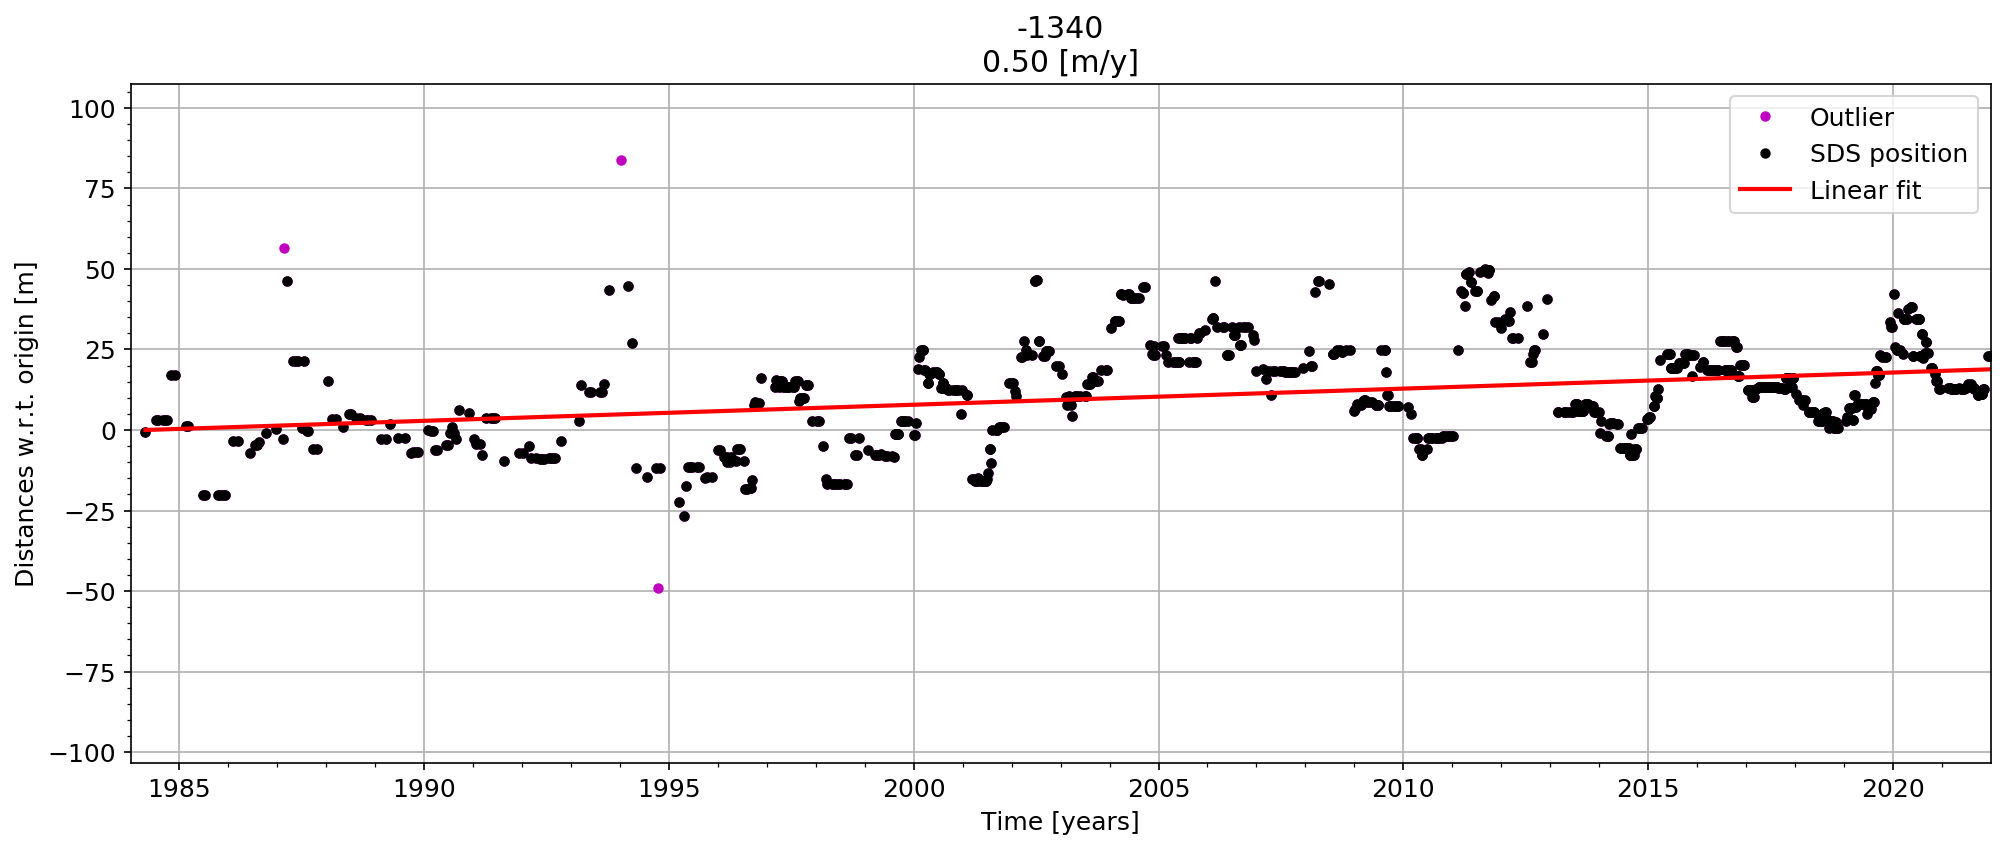 -1340
0.50 [m/y]
Outlier
SDS position
Linear fit
Distances w.r.t. origin [m]
100
75
50
25
0
−25
−50
−75
−100
1985 1990 1995 2000 2005 2010 2015 2020
Time [years]